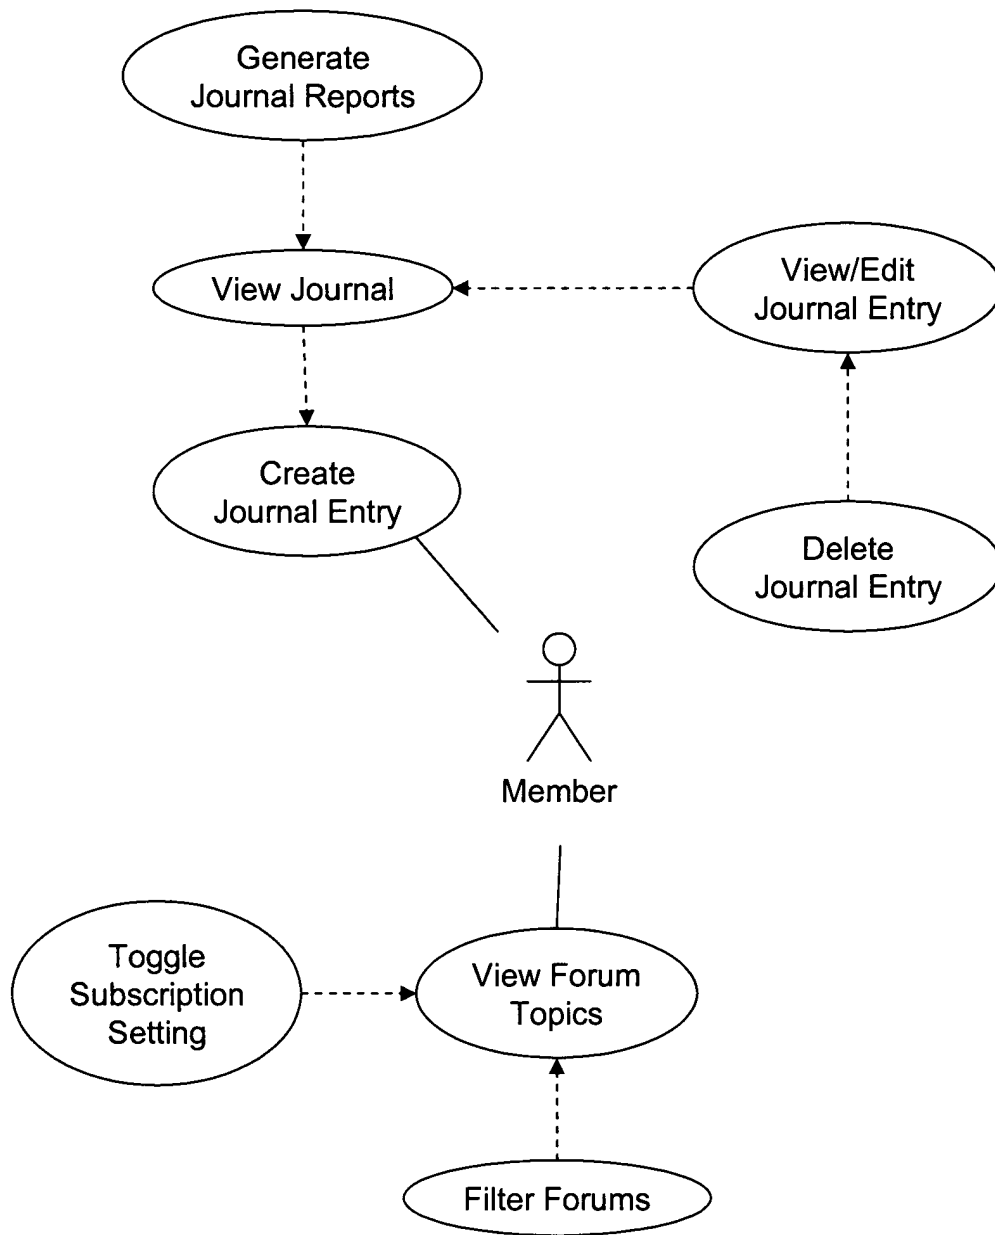 Generate
Journal Reports
View Journal
View/Edit
Journal Entry
Create
Journal Entry
Delete
Journal Entry
Member
Toggle
Subscription
Setting
View Forum
Topics
Filter Forums